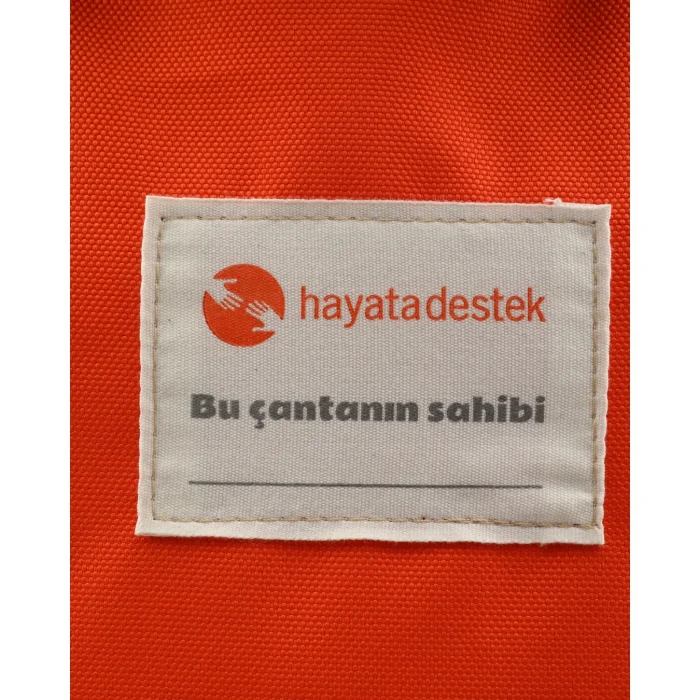 hayatadestek
Bu çantanın sahibi